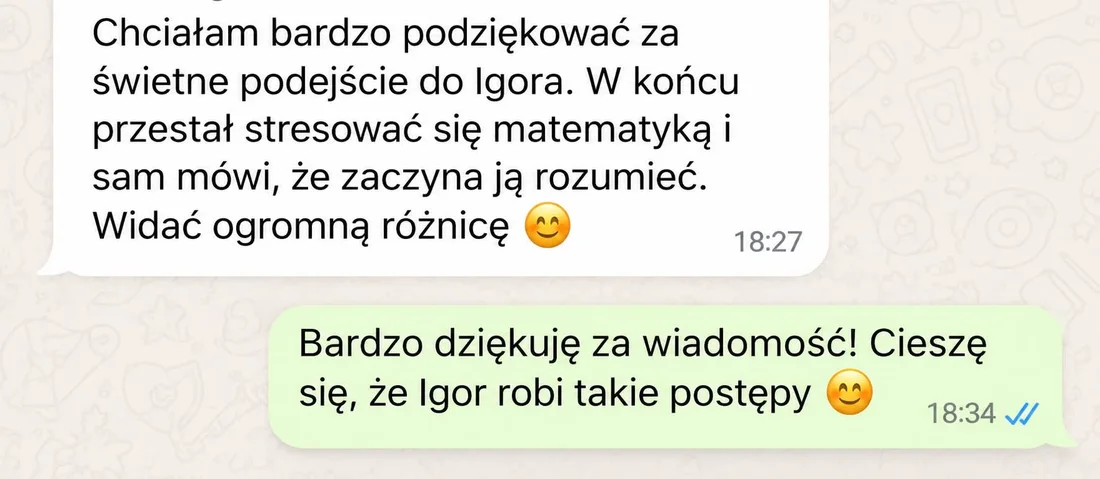 Chciałam bardzo podziękować za
świetne podejście do Igora. W końcu
przestał stresować się matematyką i
sam mówi, że zaczyna ją rozumieć.
Widać ogromną różnicę 😊
18:27
Bardzo dziękuję za wiadomość! Cieszę
się, że Igor robi takie postępy 😊
18:34